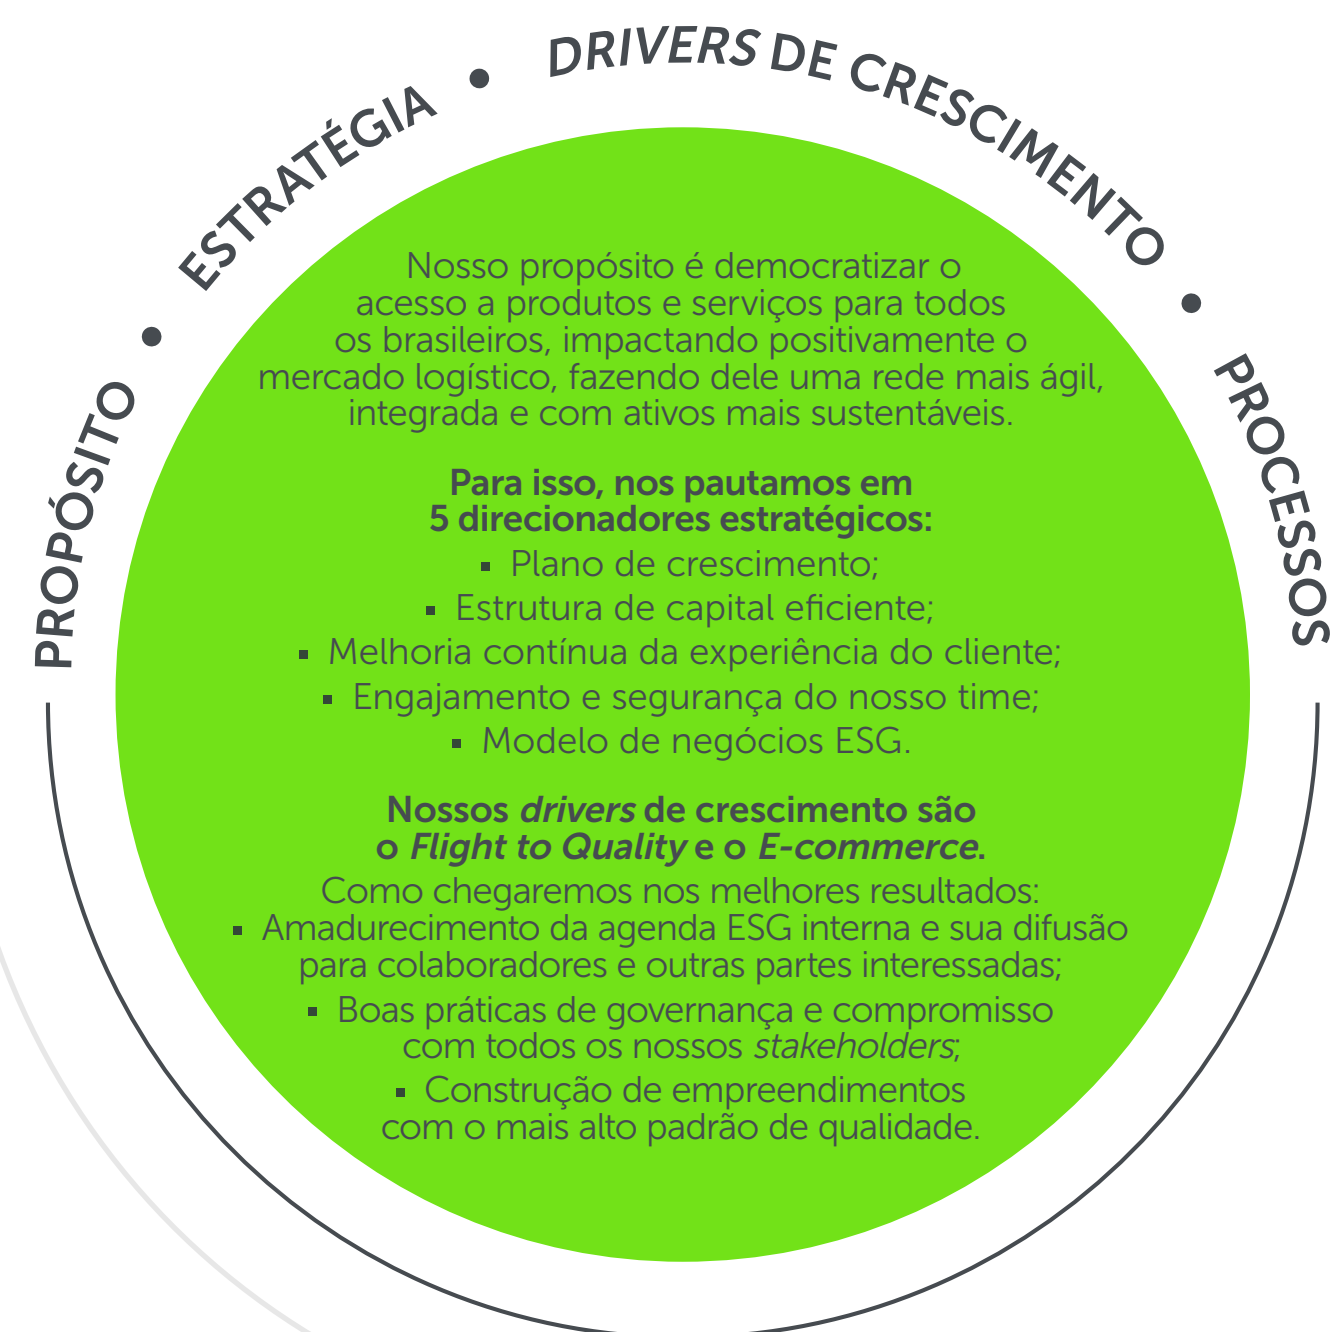 PROPÓSITO • ESTRATÉGIA • DRIVERS DE CRESCIMENTO • PROCESSOS
Nosso propósito é democratizar o
acesso a produtos e serviços para todos
os brasileiros, impactando positivamente o
mercado logístico, fazendo dele uma rede mais ágil,
integrada e com ativos mais sustentáveis.
Para isso, nos pautamos em
5 direcionadores estratégicos:
▪ Plano de crescimento;
▪ Estrutura de capital eficiente;
▪ Melhoria contínua da experiência do cliente;
▪ Engajamento e segurança do nosso time;
▪ Modelo de negócios ESG.
Nossos drivers de crescimento são
o Flight to Quality e o E-commerce.
Como chegaremos nos melhores resultados:
▪ Amadurecimento da agenda ESG interna e sua difusão
para colaboradores e outras partes interessadas;
▪ Boas práticas de governança e compromisso
com todos os nossos stakeholders;
▪ Construção de empreendimentos
com o mais alto padrão de qualidade.